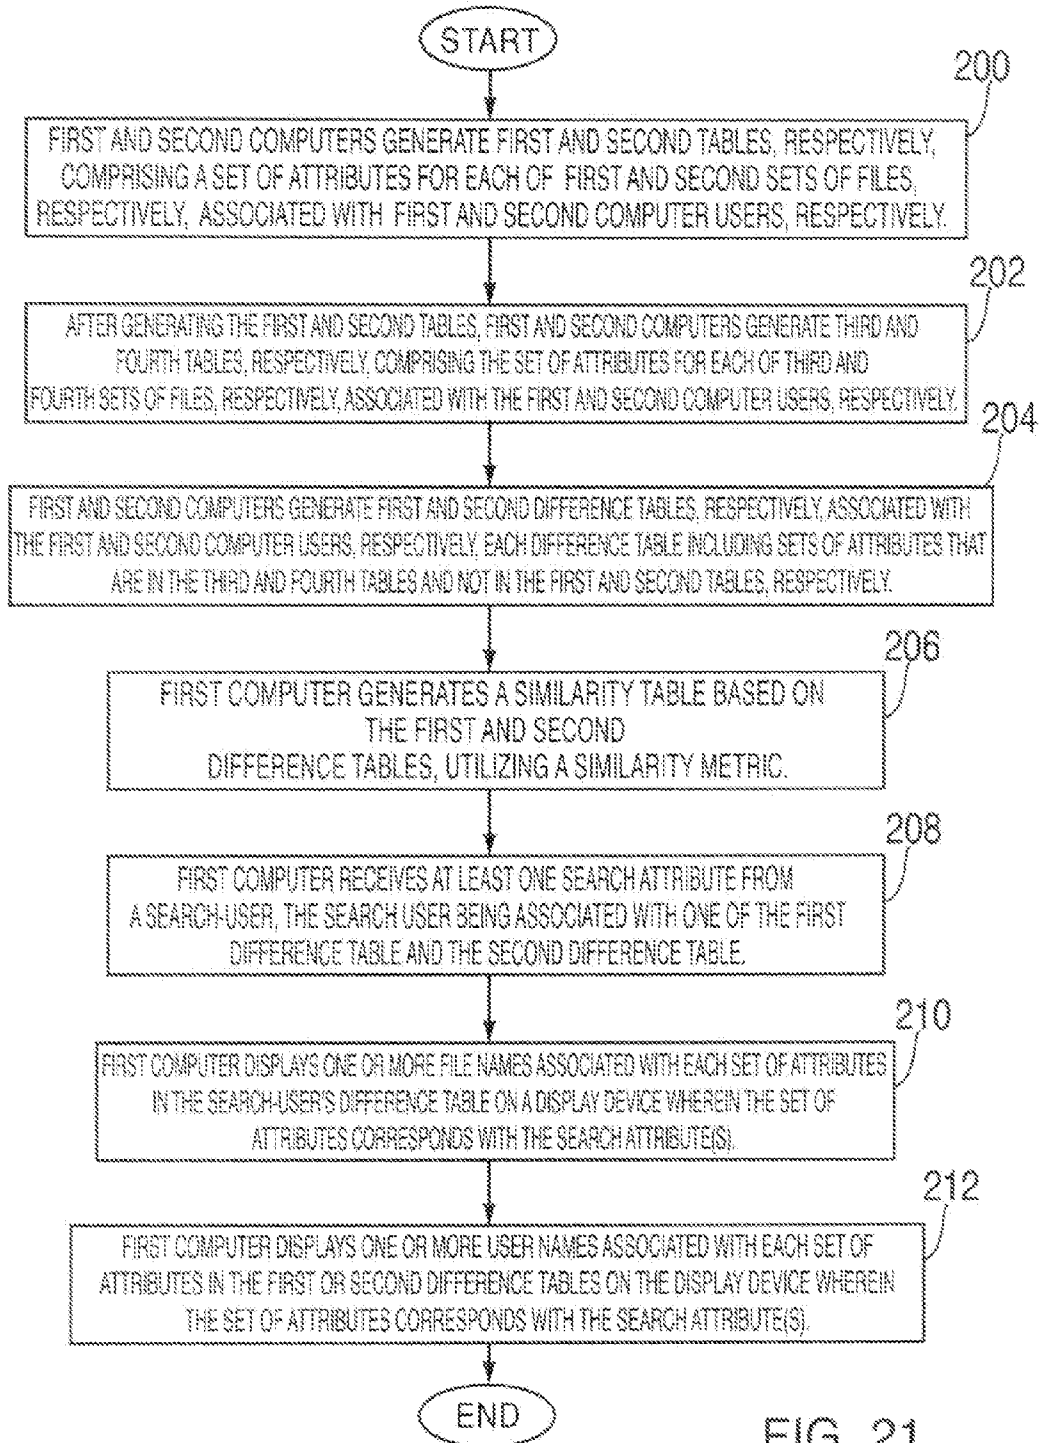 START
200
FIRST AND SECOND COMPUTERS GENERATE FIRST AND SECOND TABLES, RESPECTIVELY,
COMPRISING A SET OF ATTRIBUTES FOR EACH OF FIRST AND SECOND SETS OF FILES,
RESPECTIVELY, ASSOCIATED WITH FIRST AND SECOND COMPUTER USERS, RESPECTIVELY.
202
AFTER GENERATING THE FIRST AND SECOND TABLES, FIRST AND SECOND COMPUTERS GENERATE THIRD AND
FOURTH TABLES, RESPECTIVELY, COMPRISING THE SET OF ATTRIBUTES FOR EACH OF THIRD AND
FOURTH SETS OF FILES, RESPECTIVELY, ASSOCIATED WITH THE FIRST AND SECOND COMPUTER USERS, RESPECTIVELY.
204
FIRST AND SECOND COMPUTERS GENERATE FIRST AND SECOND DIFFERENCE TABLES, RESPECTIVELY, ASSOCIATED WITH
THE FIRST AND SECOND COMPUTER USERS, RESPECTIVELY, EACH DIFFERENCE TABLE INCLUDING SETS OF ATTRIBUTES THAT
ARE IN THE THIRD AND FOURTH TABLES AND NOT IN THE FIRST AND SECOND TABLES, RESPECTIVELY.
206
FIRST COMPUTER GENERATES A SIMILARITY TABLE BASED ON
THE FIRST AND SECOND
DIFFERENCE TABLES, UTILIZING A SIMILARITY METRIC.
208
FIRST COMPUTER RECEIVES AT LEAST ONE SEARCH ATTRIBUTE FROM
A SEARCH-USER, THE SEARCH USER BEING ASSOCIATED WITH ONE OF THE FIRST
DIFFERENCE TABLE AND THE SECOND DIFFERENCE TABLE.
210
FIRST COMPUTER DISPLAYS ONE OR MORE FILE NAMES ASSOCIATED WITH EACH SET OF ATTRIBUTES
IN THE SEARCH-USER'S DIFFERENCE TABLE ON A DISPLAY DEVICE WHEREIN THE SET OF
ATTRIBUTES CORRESPONDS WITH THE SEARCH ATTRIBUTE(S).
212
FIRST COMPUTER DISPLAYS ONE OR MORE USER NAMES ASSOCIATED WITH EACH SET OF
ATTRIBUTES IN THE FIRST OR SECOND DIFFERENCE TABLES ON THE DISPLAY DEVICE WHEREIN
THE SET OF ATTRIBUTES CORRESPONDS WITH THE SEARCH ATTRIBUTE(S).
END
FIG. 21